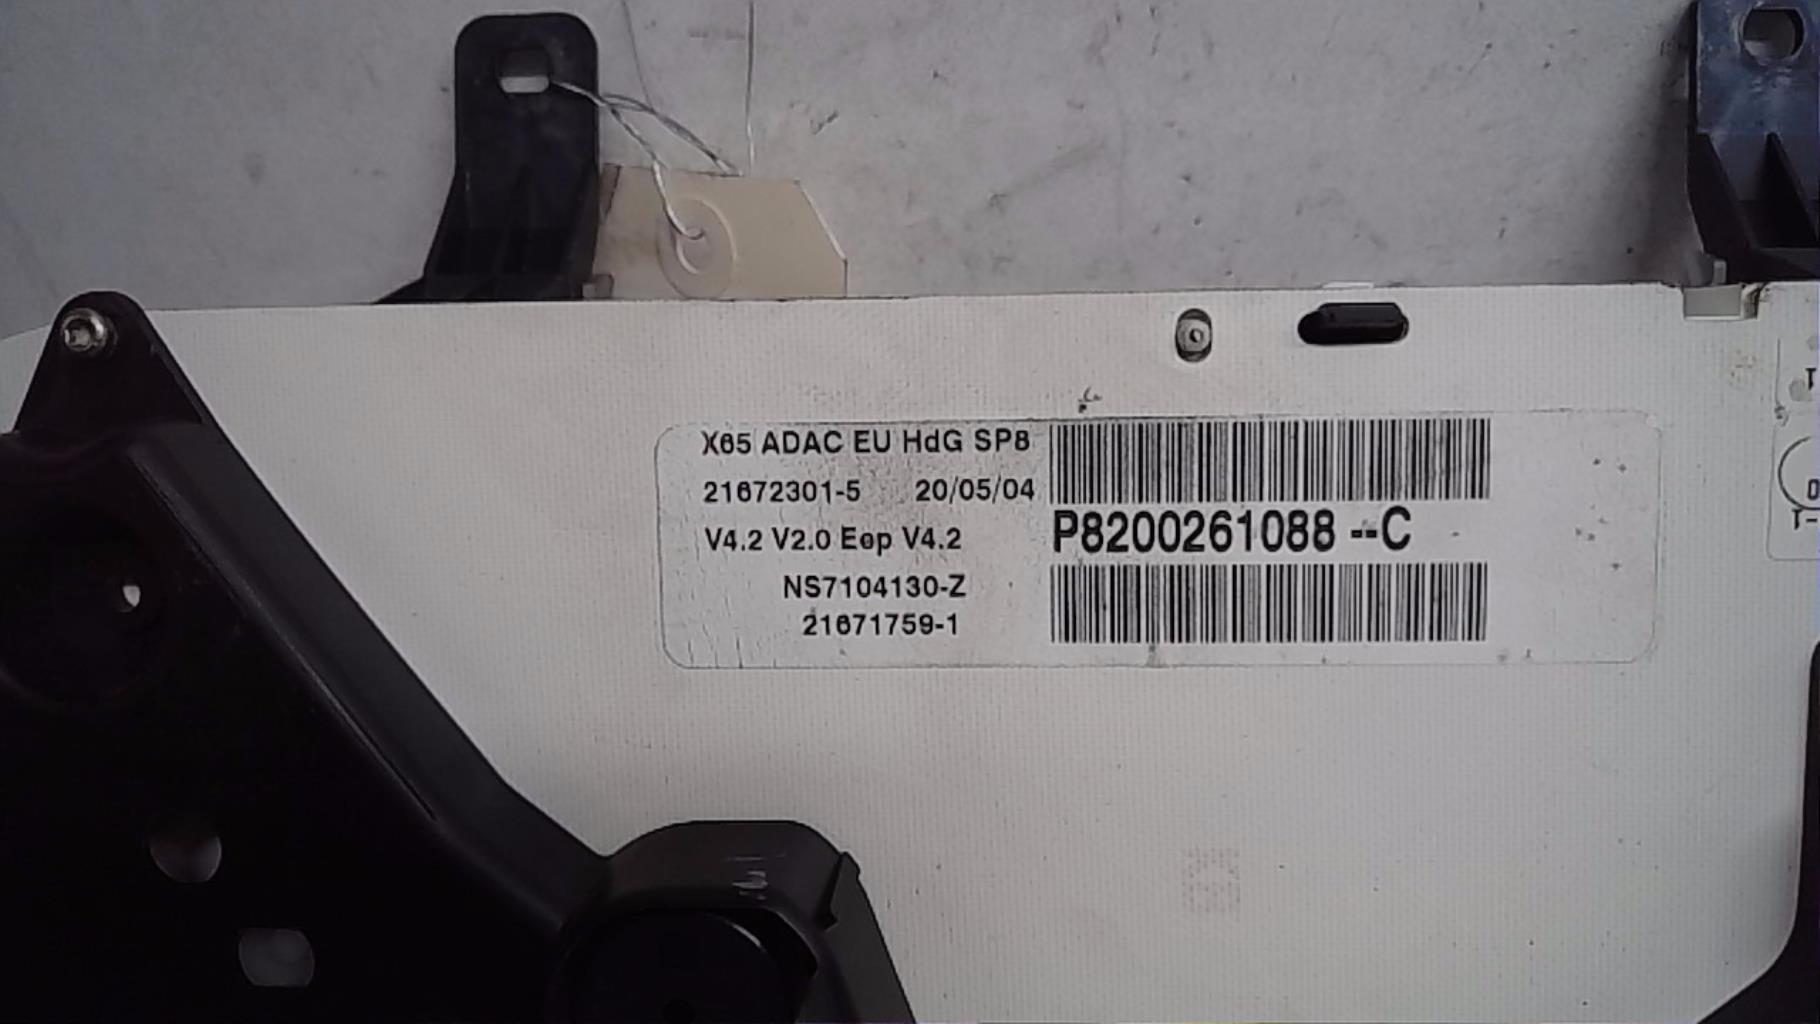 X65 ADAC EU HdG SP8
21672301-5 20/05/04
V4.2 V2.0 Eep V4.2
P8200261088 --C
NS7104130-Z
21671759-1